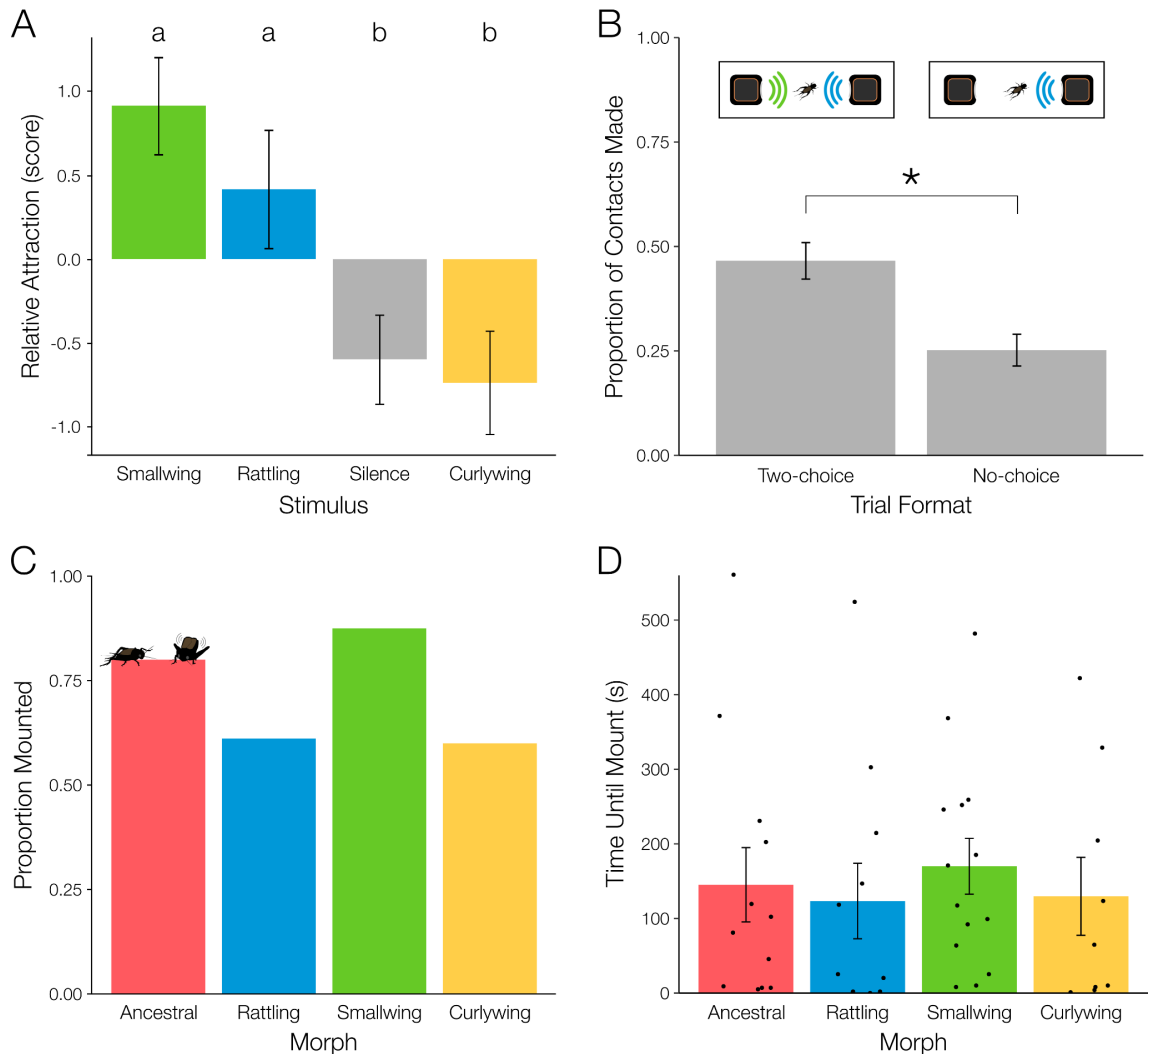 A
a a b b
Relative Attraction (score)
1.0
0.5
0.0
-0.5
-1.0
Smallwing Rattling Silence Curlywing
Stimulus
B
Proportion of Contacts Made
1.00
0.75
0.50
0.25
0.00
*
Two-choice No-choice
Trial Format
C
Proportion Mounted
1.00
0.75
0.50
0.25
0.00
Ancestral Rattling Smallwing Curlywing
Morph
D
Time Until Mount (s)
500
400
300
200
100
0
Ancestral Rattling Smallwing Curlywing
Morph